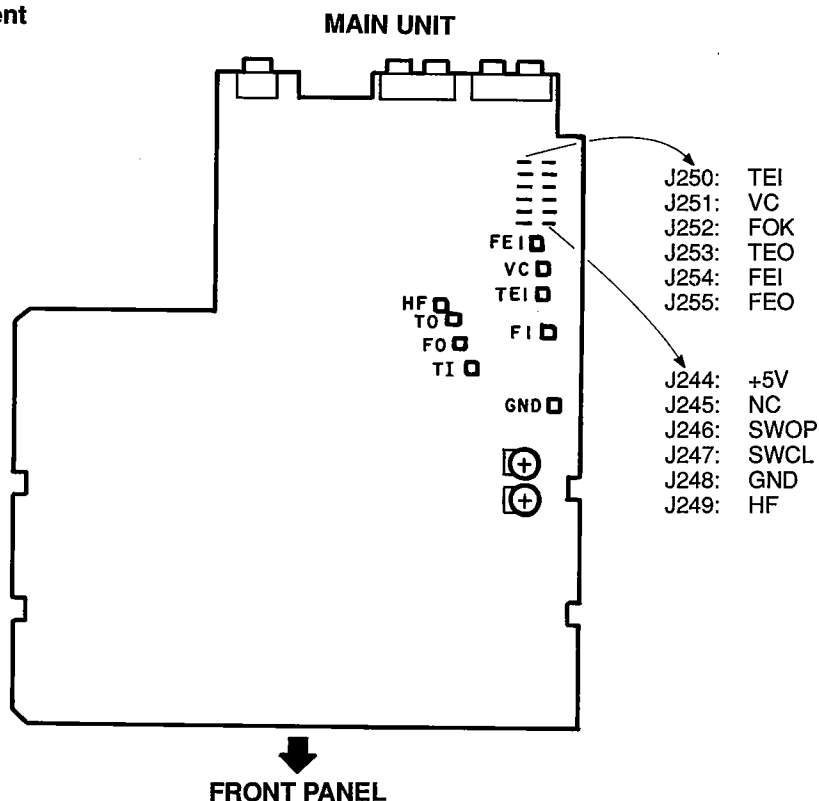 ent
MAIN UNIT
J250: TEI
J251: VC
J252: FOK
J253: TEO
J254: FEI
J255: FEO
FEI
VC
TEI
HF
TO
FI
FO
TI
J244: +5V
J245: NC
J246: SWOP
J247: SWCL
J248: GND
J249: HF
GND
FRONT PANEL